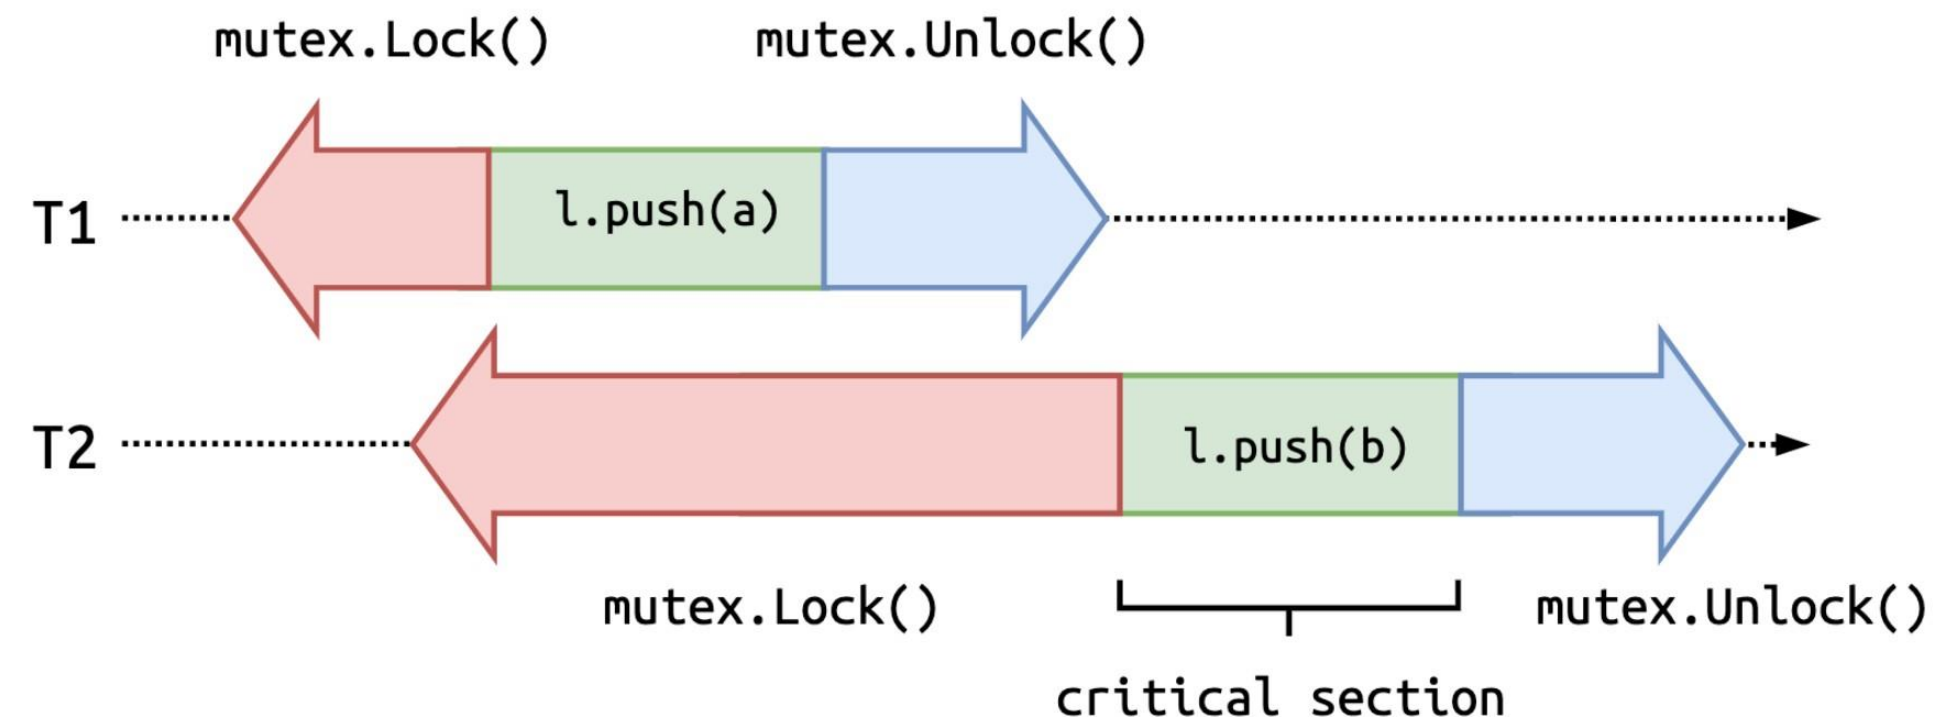 mutex.Lock()
mutex.Unlock()
T1
l.push(a)
T2
l.push(b)
mutex.Lock()
mutex.Unlock()
critical section